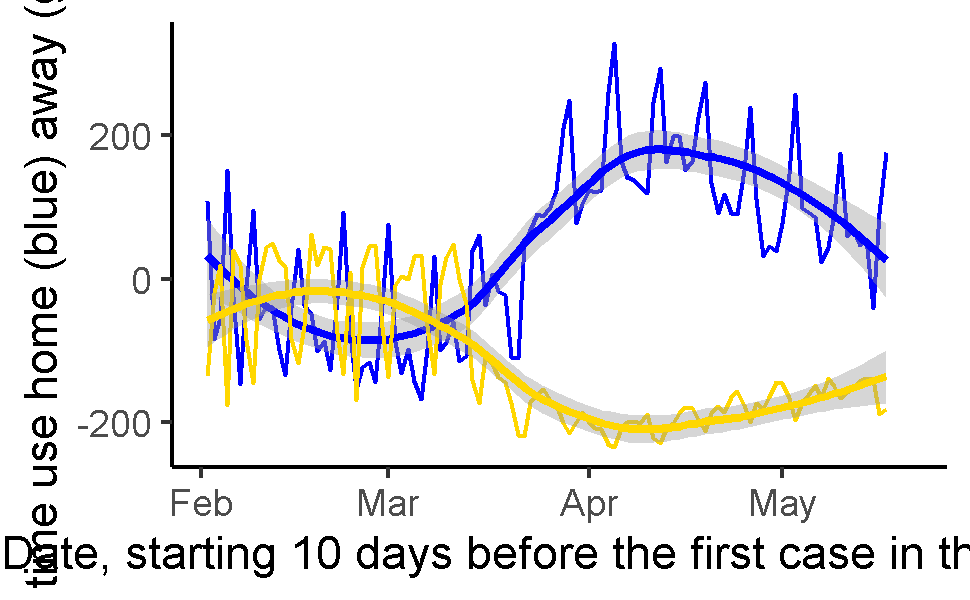 time use home (blue) away (
200
0
-200
Feb Mar Apr May
Date, starting 10 days before the first case in th